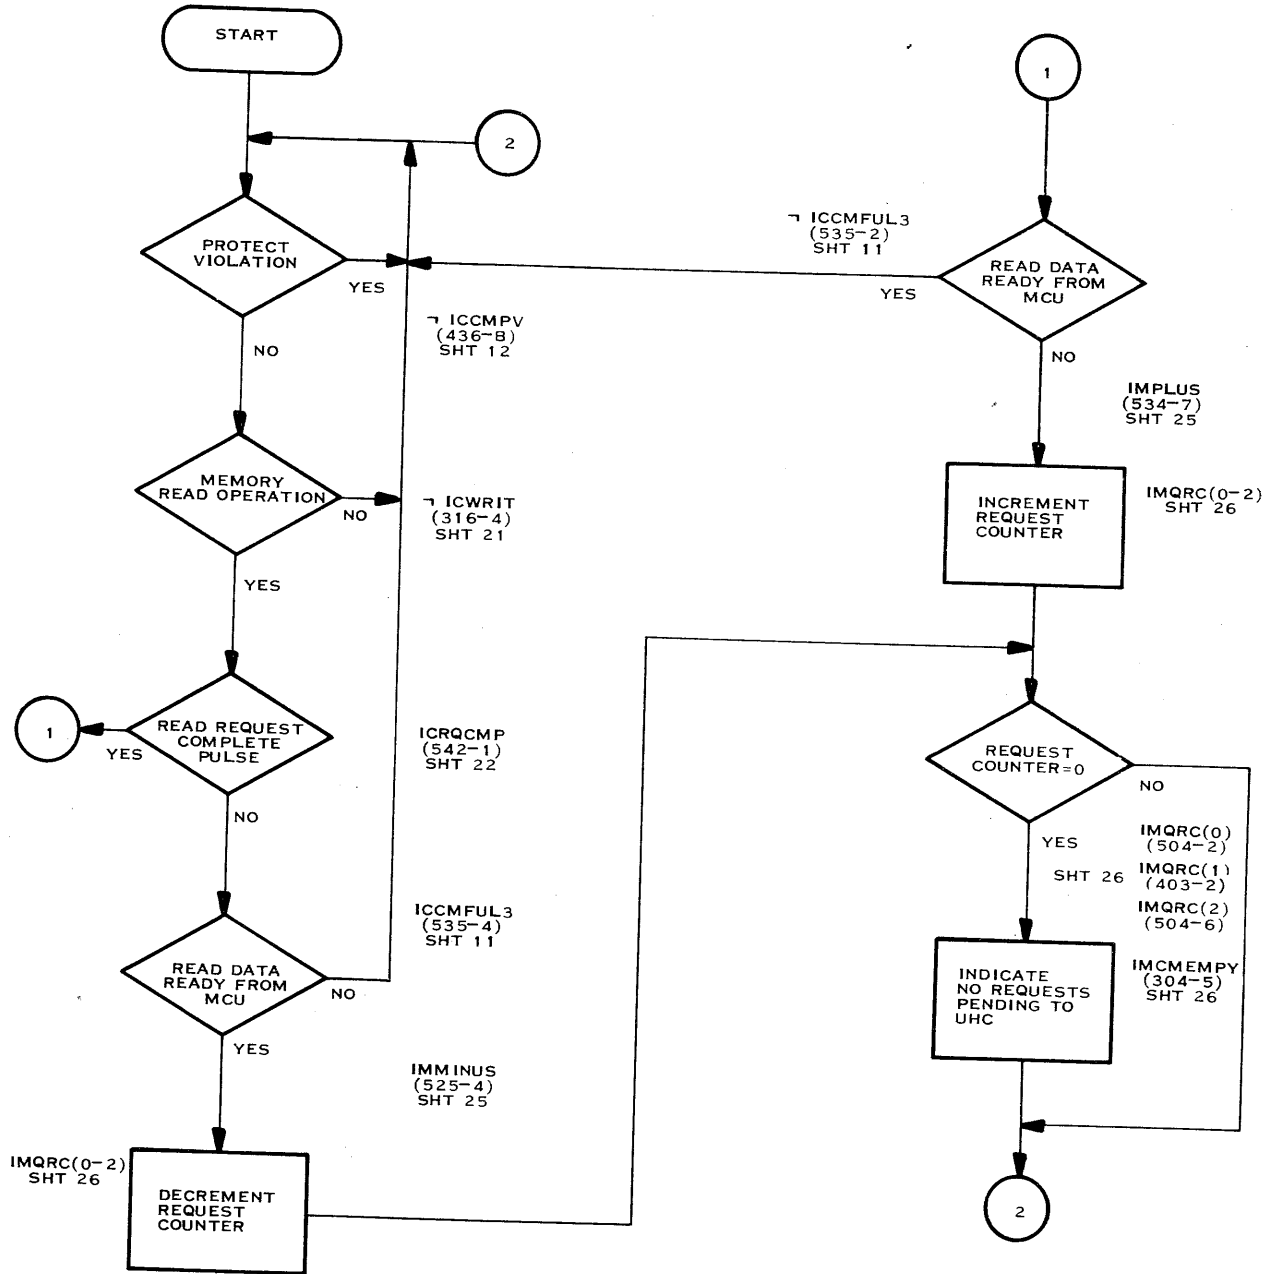 START
1
2
¬ ICCMFUL3
(535-2)
SHT 11
PROTECT
VIOLATION
YES
READ DATA
READY FROM
MCU
YES
¬ ICCMPV
(436-8)
SHT 12
NO
NO
IMPLUS
(534-7)
SHT 25
MEMORY
READ OPERATION
NO
¬ ICWRIT
(316-4)
SHT 21
INCREMENT
REQUEST
COUNTER
IMQRC(0-2)
SHT 26
YES
1
READ REQUEST
COMPLETE
PULSE
YES
ICRQCMP
(542-1)
SHT 22
REQUEST
COUNTER=0
NO
NO
YES
SHT 26
IMQRC(0)
(504-2)
IMQRC(1)
(403-2)
IMQRC(2)
(504-6)
ICCMFUL3
(535-4)
SHT 11
READ DATA
READY FROM
MCU
NO
INDICATE
NO REQUESTS
PENDING TO
UHC
IMCMEMPY
(304-5)
SHT 26
YES
IMMINUS
(525-4)
SHT 25
IMQRC(0-2)
SHT 26
DECREMENT
REQUEST
COUNTER
2